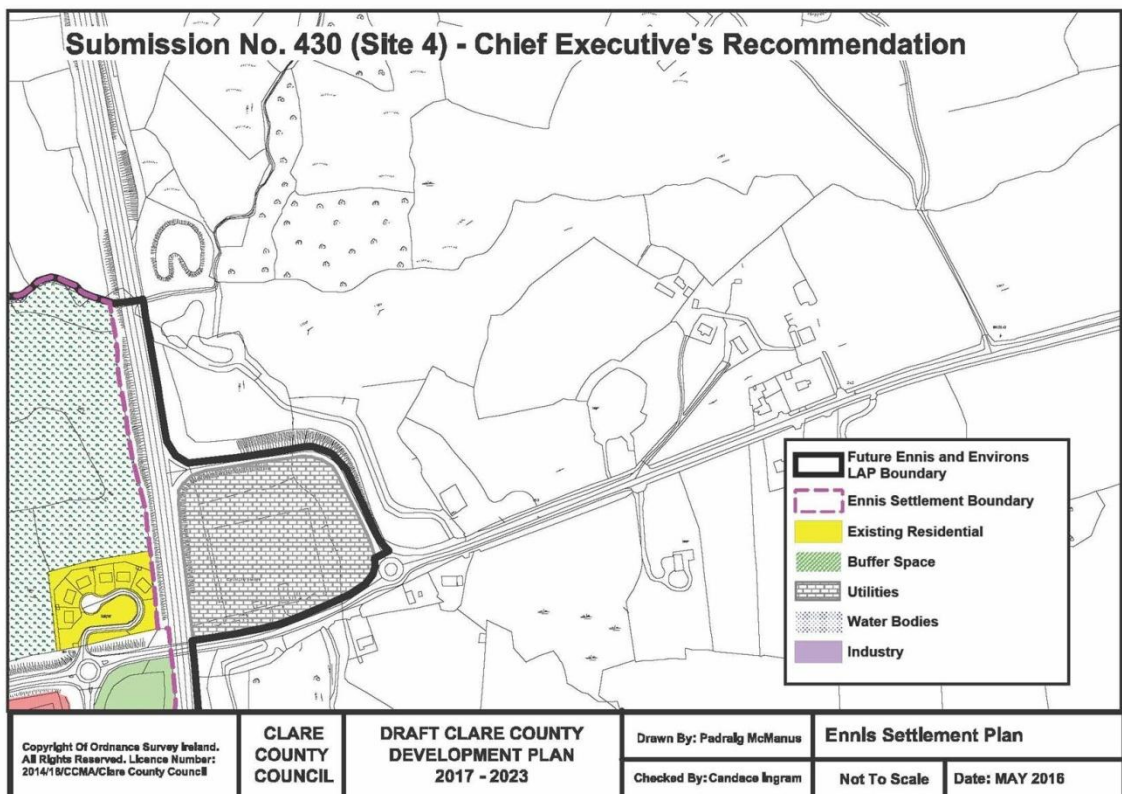 Submission No. 430 (Site 4) - Chief Executive's Recommendation
Future Ennis and Environs
LAP Boundary
Ennis Settlement Boundary
Existing Residential
Buffer Space
Utilities
Water Bodies
Industry
Copyright Of Ordnance Survey Ireland.
All Rights Reserved. Licence Number:
2014/18/CCMA/Clare County Council
CLARE
COUNTY
COUNCIL
DRAFT CLARE COUNTY
DEVELOPMENT PLAN
2017 - 2023
Drawn By: Padraig McManus
Checked By: Candace Ingram
Ennis Settlement Plan
Not To Scale
Date: MAY 2016